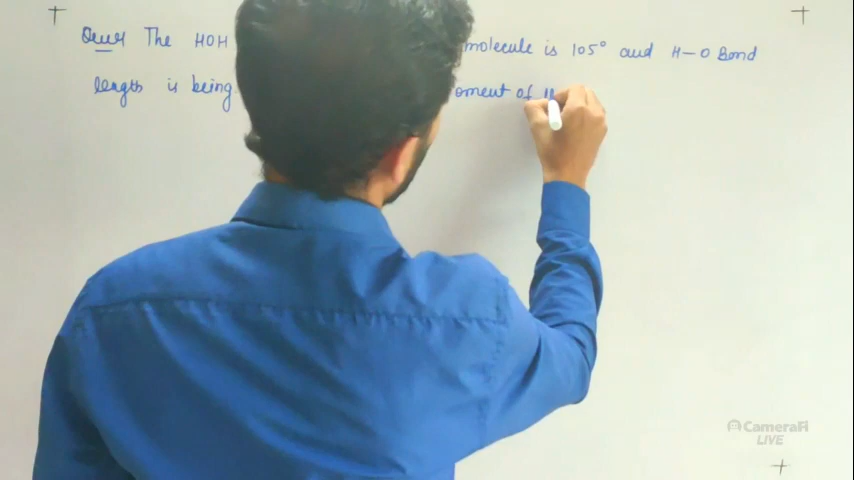 Ques The HOH molecule is 105° and H-O Bond
length is being oment of
CameraFi
LIVE